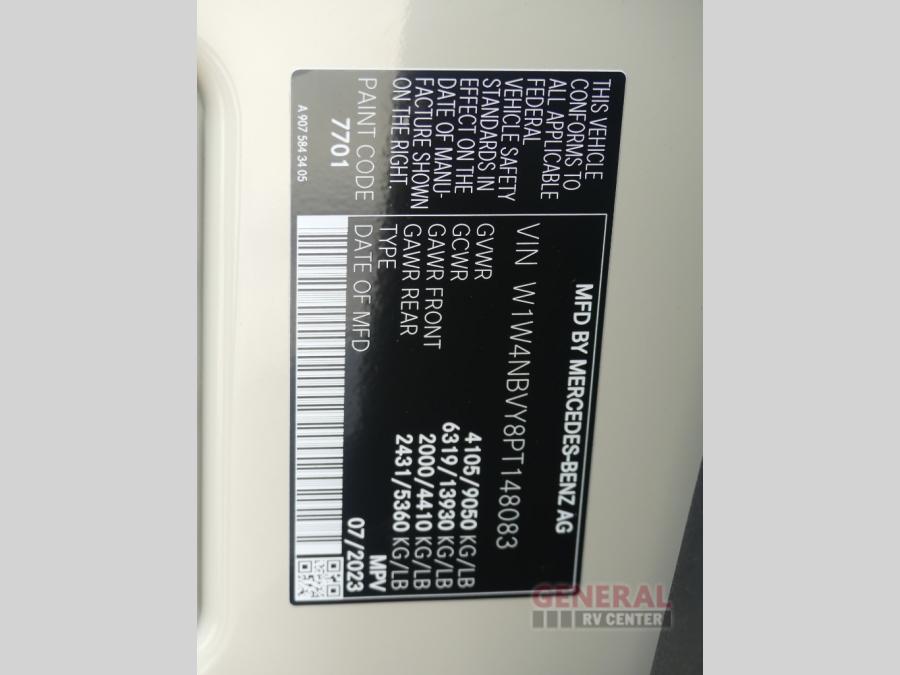 MFD BY MERCEDES-BENZ AG
THIS VEHICLE
CONFORMS TO
ALL APPLICABLE
FEDERAL
VEHICLE SAFETY
STANDARDS IN
EFFECT ON THE
DATE OF MANU-
FACTURE SHOWN
ON THE RIGHT.
PAINT CODE
7701
VIN W1W4NBVY8PT148083
GVWR 4105/9050 KG/LB
GCWR 6319/13930 KG/LB
GAWR FRONT 2000/4410 KG/LB
GAWR REAR 2431/5360 KG/LB
TYPE MPV
DATE OF MFD 07/2023
A 907 584 34 05
GENERAL
RV CENTER